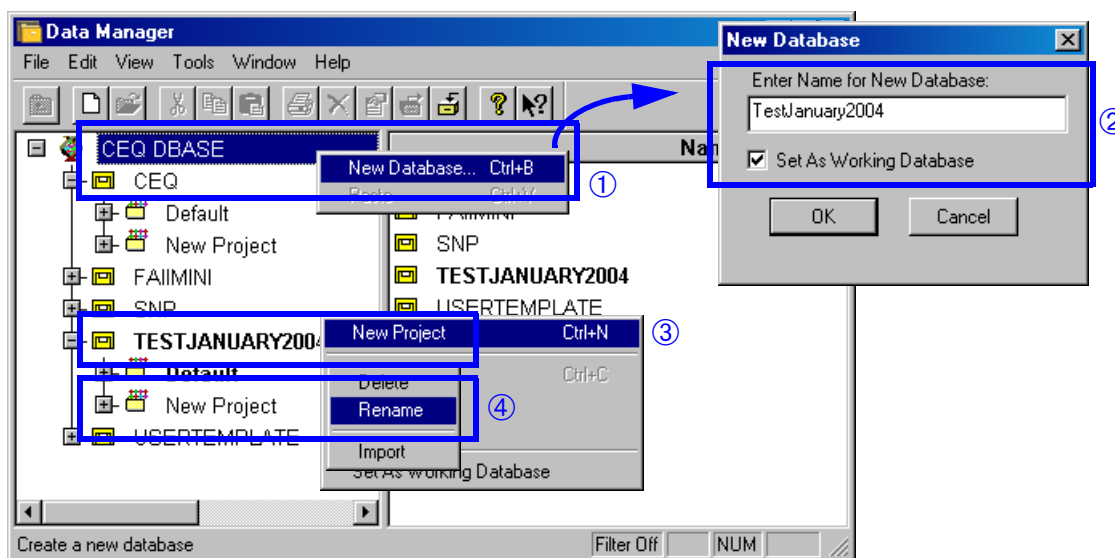 Data Manager
File Edit View Tools Window Help
CEQ DBASE
CEQ
Default
New Project
FAIIMINI
SNP
TESTJANUARY2004
Default
New Project
USERTEMPLATE
New Database... Ctrl+B
Paste Ctrl+V
①
FAIIMINI
SNP
TESTJANUARY2004
USERTEMPLATE
New Project Ctrl+N
③
Ctrl+C
Delete
Rename
④
Import
Set As Working Database
Create a new database
Filter Off
NUM
New Database
Enter Name for New Database:
TestJanuary2004
②
Set As Working Database
OK
Cancel